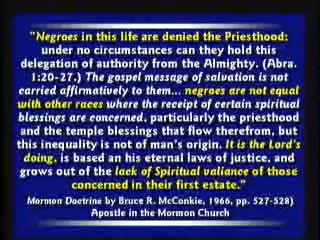 "Negroes in this life are denied the Priesthood:
under no circumstances can they hold this
delegation of authority from the Almighty. (Abra.
1:20-27.) The gospel message of salvation is not
carried affirmatively to them... negroes are not equal
with other races where the receipt of certain spiritual
blessings are concerned, particularly the priesthood
and the temple blessings that flow therefrom, but
this inequality is not of man's origin. It is the Lord's
doing, is based an his eternal laws of justice, and
grows out of the lack of Spiritual valiance of those
concerned in their first estate."
Mormon Doctrine by Bruce R. McConkie, 1966, pp. 527-528)
Apostle in the Mormon Church